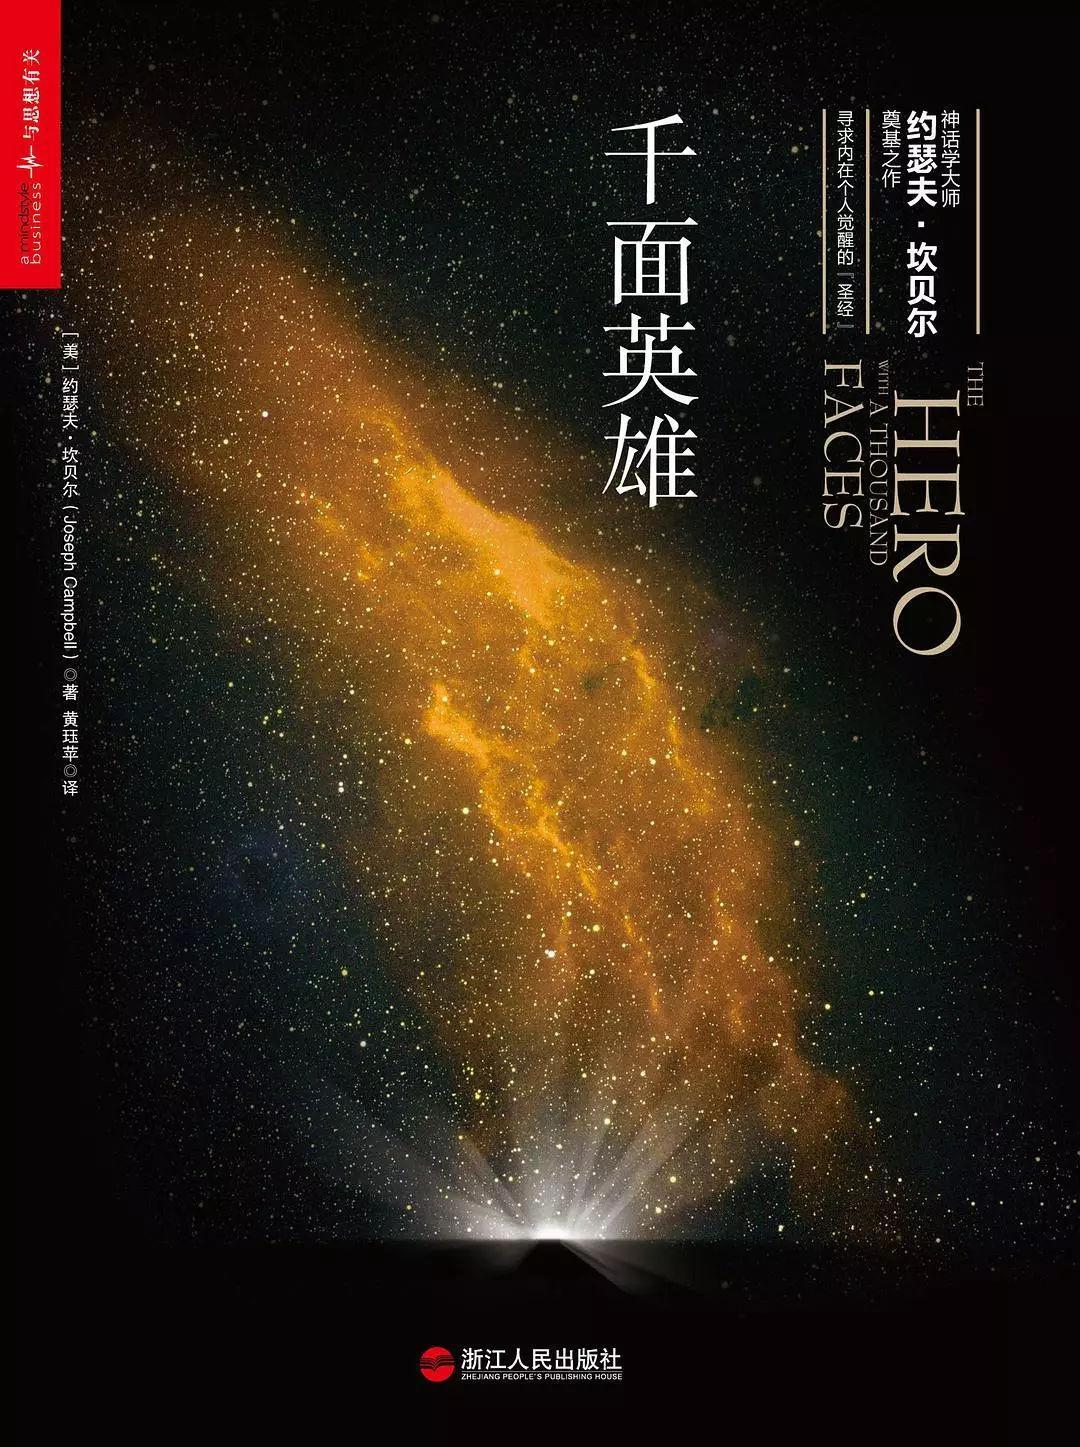 与思想有关
a mindstyle
business
千面英雄
神话学大师
约瑟夫·坎贝尔
奠基之作
寻求内在个人觉醒的『圣经』
THE
HERO
WITH A THOUSAND
FACES
[美] 约瑟夫·坎贝尔 (Joseph Campbell) ◎著 黄珏苹◎译
浙江人民出版社
ZHEJIANG PEOPLE'S PUBLISHING HOUSE